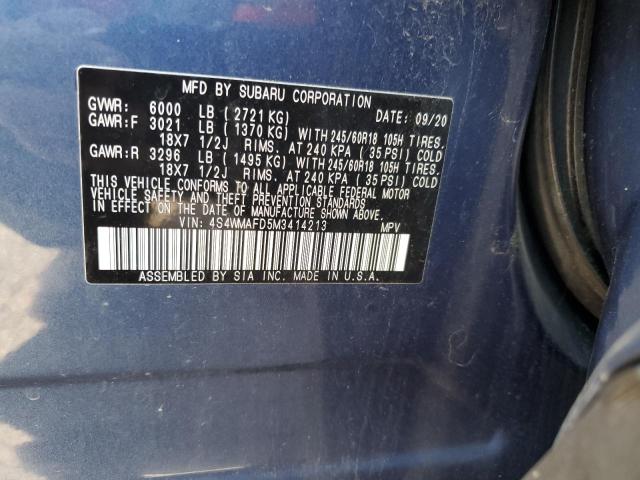 MFD BY SUBARU CORPORATION
GVWR: 6000 LB (2721 KG) DATE: 09/20
GAWR:F 3021 LB (1370 KG) WITH 245/60R18 105H TIRES.
18X7 1/2J RIMS. AT 240 KPA (35 PSI) COLD
GAWR:R 3296 LB (1495 KG) WITH 245/60R18 105H TIRES.
18X7 1/2J RIMS. AT 240 KPA (35 PSI) COLD
THIS VEHICLE CONFORMS TO ALL APPLICABLE FEDERAL MOTOR
VEHICLE SAFETY AND THEFT PREVENTION STANDARDS
IN EFFECT ON THE DATE OF MANUFACTURE SHOWN ABOVE.
VIN: 4S4WMAFD5M3414213 MPV
ASSEMBLED BY SIA INC. MADE IN U.S.A.